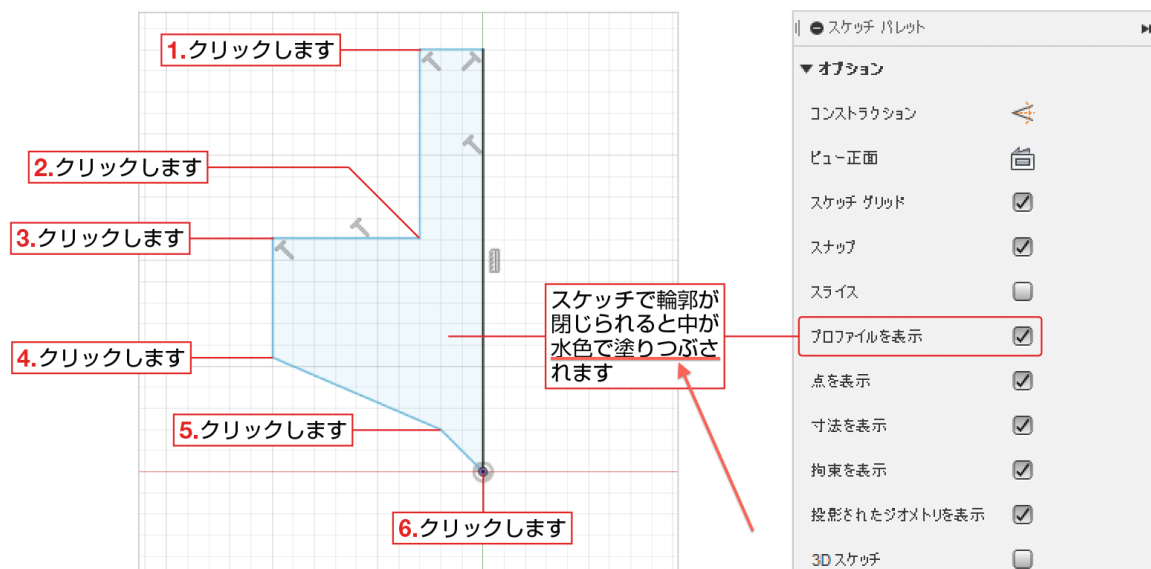 1.クリックします
2.クリックします
3.クリックします
4.クリックします
5.クリックします
6.クリックします
スケッチで輪郭が
閉じられると中が
水色で塗りつぶさ
れます
スケッチ パレット
オプション
コンストラクション
ビュー正面
スケッチ グリッド
スナップ
スライス
プロファイルを表示
点を表示
寸法を表示
拘束を表示
投影されたジオメトリを表示
3D スケッチ